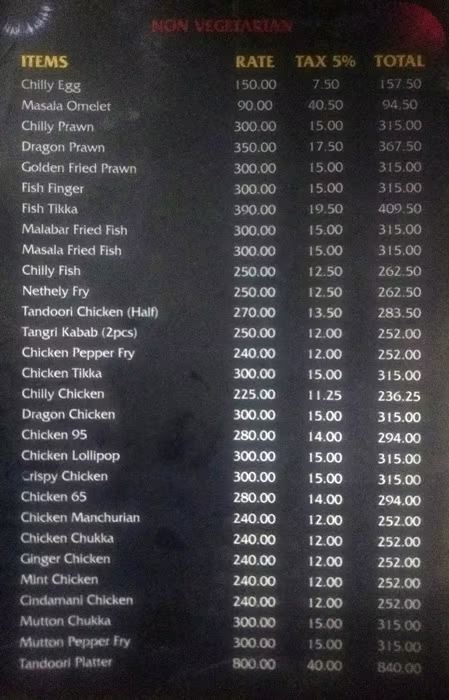 NON VEGETARIAN
ITEMS RATE TAX 5% TOTAL
Chilly Egg 150.00 7.50 157.50
Masala Omelet 90.00 40.50 94.50
Chilly Prawn 300.00 15.00 315.00
Dragon Prawn 350.00 17.50 367.50
Golden Fried Prawn 300.00 15.00 315.00
Fish Finger 300.00 15.00 315.00
Fish Tikka 390.00 19.50 409.50
Malabar Fried Fish 300.00 15.00 315.00
Masala Fried Fish 300.00 15.00 315.00
Chilly Fish 250.00 12.50 262.50
Nethely Fry 250.00 12.50 262.50
Tandoori Chicken (Half) 270.00 13.50 283.50
Tangri Kabab (2pcs) 250.00 12.00 252.00
Chicken Pepper Fry 240.00 12.00 252.00
Chicken Tikka 300.00 15.00 315.00
Chilly Chicken 225.00 11.25 236.25
Dragon Chicken 300.00 15.00 315.00
Chicken 95 280.00 14.00 294.00
Chicken Lollipop 300.00 15.00 315.00
Crispy Chicken 300.00 15.00 315.00
Chicken 65 280.00 14.00 294.00
Chicken Manchurian 240.00 12.00 252.00
Chicken Chukka 240.00 12.00 252.00
Ginger Chicken 240.00 12.00 252.00
Mint Chicken 240.00 12.00 252.00
Cindamani Chicken 240.00 12.00 252.00
Mutton Chukka 300.00 15.00 315.00
Mutton Pepper Fry 300.00 15.00 315.00
Tandoori Platter 800.00 40.00 840.00